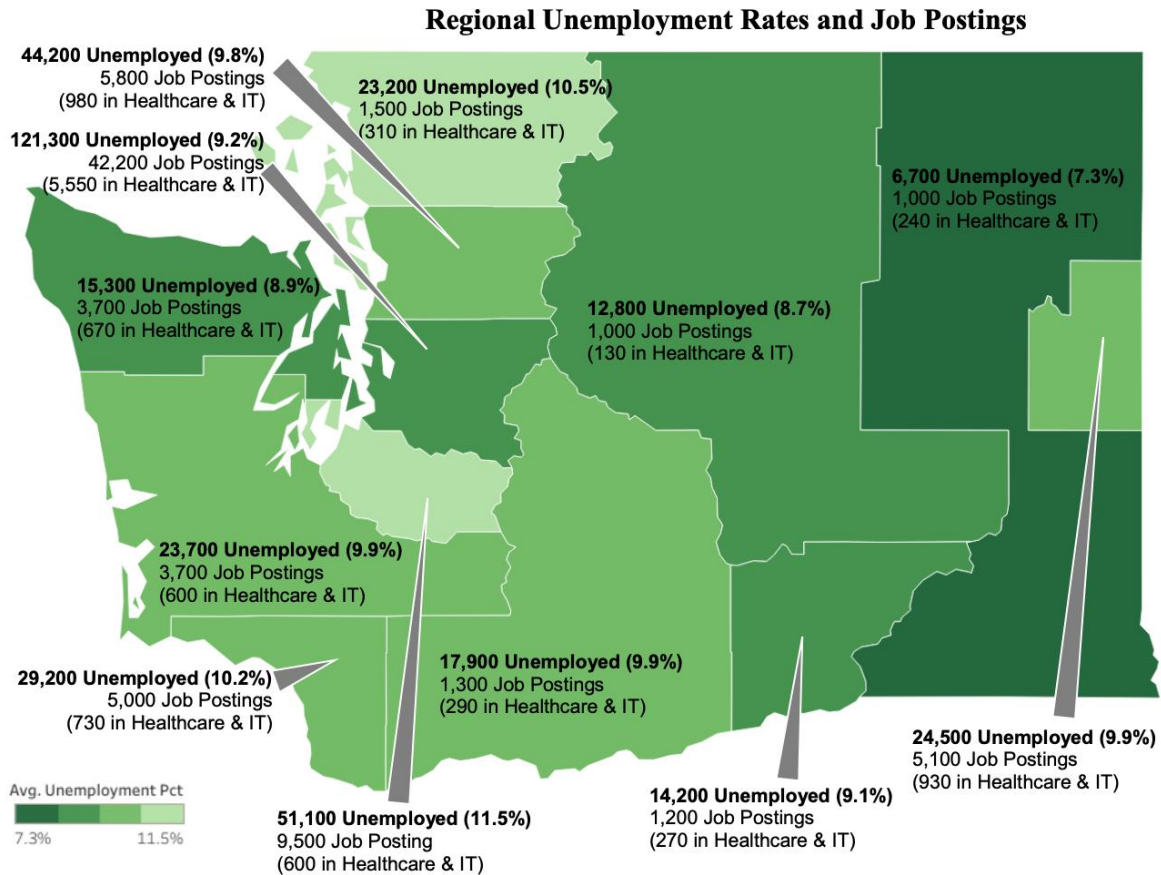 Regional Unemployment Rates and Job Postings
44,200 Unemployed (9.8%)
5,800 Job Postings
(980 in Healthcare & IT)
23,200 Unemployed (10.5%)
1,500 Job Postings
(310 in Healthcare & IT)
121,300 Unemployed (9.2%)
42,200 Job Postings
(5,550 in Healthcare & IT)
6,700 Unemployed (7.3%)
1,000 Job Postings
(240 in Healthcare & IT)
15,300 Unemployed (8.9%)
3,700 Job Postings
(670 in Healthcare & IT)
12,800 Unemployed (8.7%)
1,000 Job Postings
(130 in Healthcare & IT)
23,700 Unemployed (9.9%)
3,700 Job Postings
(600 in Healthcare & IT)
29,200 Unemployed (10.2%)
5,000 Job Postings
(730 in Healthcare & IT)
17,900 Unemployed (9.9%)
1,300 Job Postings
(290 in Healthcare & IT)
24,500 Unemployed (9.9%)
5,100 Job Postings
(930 in Healthcare & IT)
14,200 Unemployed (9.1%)
1,200 Job Postings
(270 in Healthcare & IT)
51,100 Unemployed (11.5%)
9,500 Job Posting
(600 in Healthcare & IT)
Avg. Unemployment Pct
7.3% 11.5%